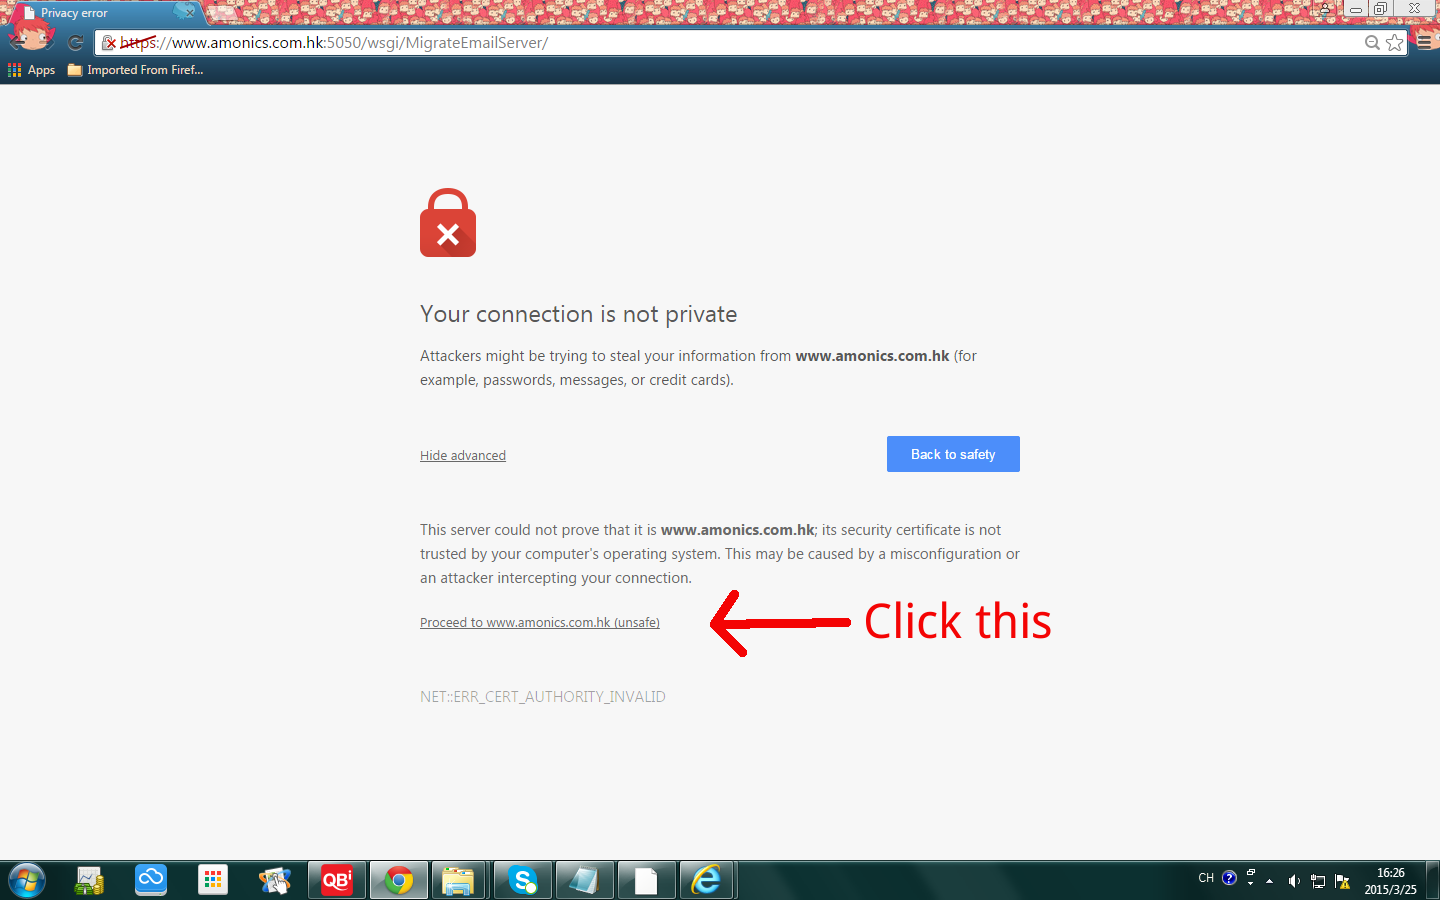 Privacy error
https://www.amonics.com.hk:5050/wsgi/MigrateEmailServer/
Apps
Imported From Firef...
Your connection is not private
Attackers might be trying to steal your information from www.amonics.com.hk (for
example, passwords, messages, or credit cards).
Hide advanced
Back to safety
This server could not prove that it is www.amonics.com.hk; its security certificate is not
trusted by your computer's operating system. This may be caused by a misconfiguration or
an attacker intercepting your connection.
Proceed to www.amonics.com.hk (unsafe)
Click this
NET::ERR_CERT_AUTHORITY_INVALID
QBi
CH
16:26
2015/3/25